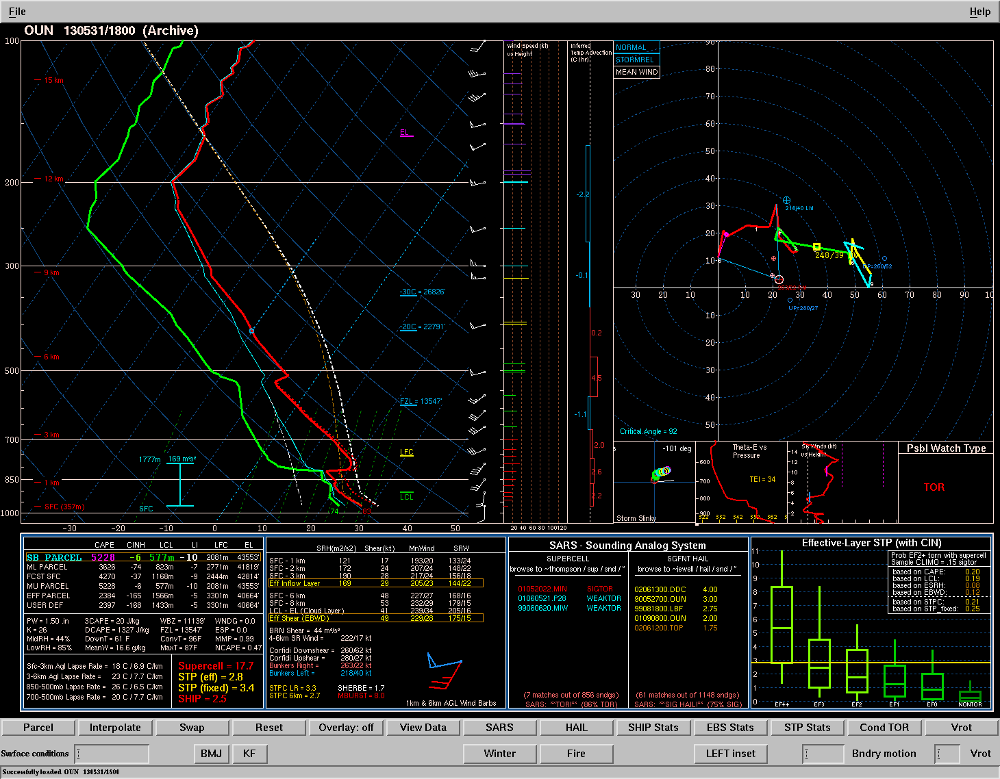 File Help
OUN 130531/1800 (Archive)
100
200
300
400
500
700
850
1000
15 km
12 km
9 km
6 km
3 km
1 km
SFC (357m)
1777m 169 m²s²
SFC
EL
-30C = 26826'
-20C = 22791'
FZL = 13547'
LFC
LCL
74 83
-30 -20 -10 0 10 20 30 40 50
Wind Speed (kt)
vs Height
20 40 60 80 100120
Inferred
Temp Advection
(C /hr)
-2.2
-0.1
0.2
4.5
-1.1
2.0
2.6
2.2
NORMAL
STORMREL
MEAN WIND
90
80
70
60
50
40
30
20
10
30 20 10 10 20 30 40 50 60 70 80 90
10
20
30
40
50
218/40 LM
248/39
DP=260/62
UP=280/27
Critical Angle = 92
-101 deg
Storm Slinky
Theta-E vs
Pressure
TEI = 34
600
700
800
900
322 332 342 352 362
SR Winds (kt)
vs Height
14
12
10
8
6
4
2
Psbl Watch Type
TOR
CAPE CINH LCL LI LFC EL
SB PARCEL 5228 -6 577m -10 2081m 43553'
ML PARCEL 3626 -74 823m -7 2771m 41819'
FCST SFC 4270 -37 1168m -9 2444m 42814'
MU PARCEL 5228 -6 577m -10 2081m 43553'
EFF PARCEL 2384 -165 1566m -5 3301m 40664'
USER DEF 2397 -168 1433m -5 3301m 40664'
PW = 1.50 .in 3CAPE = 20 J/kg WBZ = 11139' WNDG = 0.0
K = 26 DCAPE = 1327 J/kg FZL = 13547' ESP = 0.0
MidRH = 44% DownT = 61 F ConvT = 96F MMP = 0.99
LowRH = 85% MeanW = 16.6 g/kg MaxT = 87F NCAPE = 0.47
Sfc-3km Agl Lapse Rate = 18 C / 6.9 C/km
3-6km Agl Lapse Rate = 23 C / 7.7 C/km
850-500mb Lapse Rate = 26 C / 6.5 C/km
700-500mb Lapse Rate = 20 C / 7.7 C/km
Supercell = 17.7
STP (eff) = 2.8
STP (fixed) = 3.4
SHIP = 2.5
SRH(m2/s2) Shear(kt) MnWind SRW
SFC - 1 km 121 17 193/20 133/24
SFC - 2 km 172 24 207/24 148/22
SFC - 3 km 190 28 217/24 156/18
Eff Inflow Layer 169 29 205/23 144/22
SFC - 6 km 48 227/27 168/16
SFC - 8 km 53 232/29 179/15
LCL - EL (Cloud Layer) 41 239/34 205/16
Eff Shear (EBWD) 49 229/28 175/15
BRN Shear = 44 m²/s²
4-6km SR Wind = 222/17 kt
Corfidi Downshear = 260/62 kt
Corfidi Upshear = 280/27 kt
Bunkers Right = 263/22 kt
Bunkers Left = 218/40 kt
STPC LR = 3.3 SHERBE = 1.7
STPC 6km = 2.7 MBURST = 8.0
1km & 6km AGL Wind Barbs
SARS - Sounding Analog System
SUPERCELL SGFNT HAIL
browse to ~thompson / sup / snd / * browse to ~jewell / hail / snd / *
01052022.MIN SIGTOR
01060521.P28 WEAKTOR
99060620.MIW WEAKTOR
02061300.DDC 4.00
90052700.OUN 3.00
99081800.LBF 2.75
01090800.OUN 2.00
02061200.TOP 1.75
(7 matches out of 856 sndgs) (61 matches out of 1148 sndgs)
SARS: **TOR!** (86% TOR) SARS: **SIG HAIL!** (75% SIG)
Effective-Layer STP (with CIN)
11
10
9
8
7
6
5
4
3
2
1
0
EF4+ EF3 EF2 EF1 EF0 NONTOR
Prob EF2+ torn with supercell
Sample CLIMO = .15 sigtor
based on CAPE: 0.20
based on LCL: 0.19
based on ESRH: 0.08
based on EBWD: 0.12
based on STPC: 0.21
based on STP_fixed: 0.25
Parcel Interpolate Swap Reset Overlay: off View Data SARS HAIL SHIP Stats EBS Stats STP Stats Cond TOR Vrot
Surface conditions BMJ KF Winter Fire LEFT inset Bndry motion Vrot
Successfully loaded OUN 130531/1800